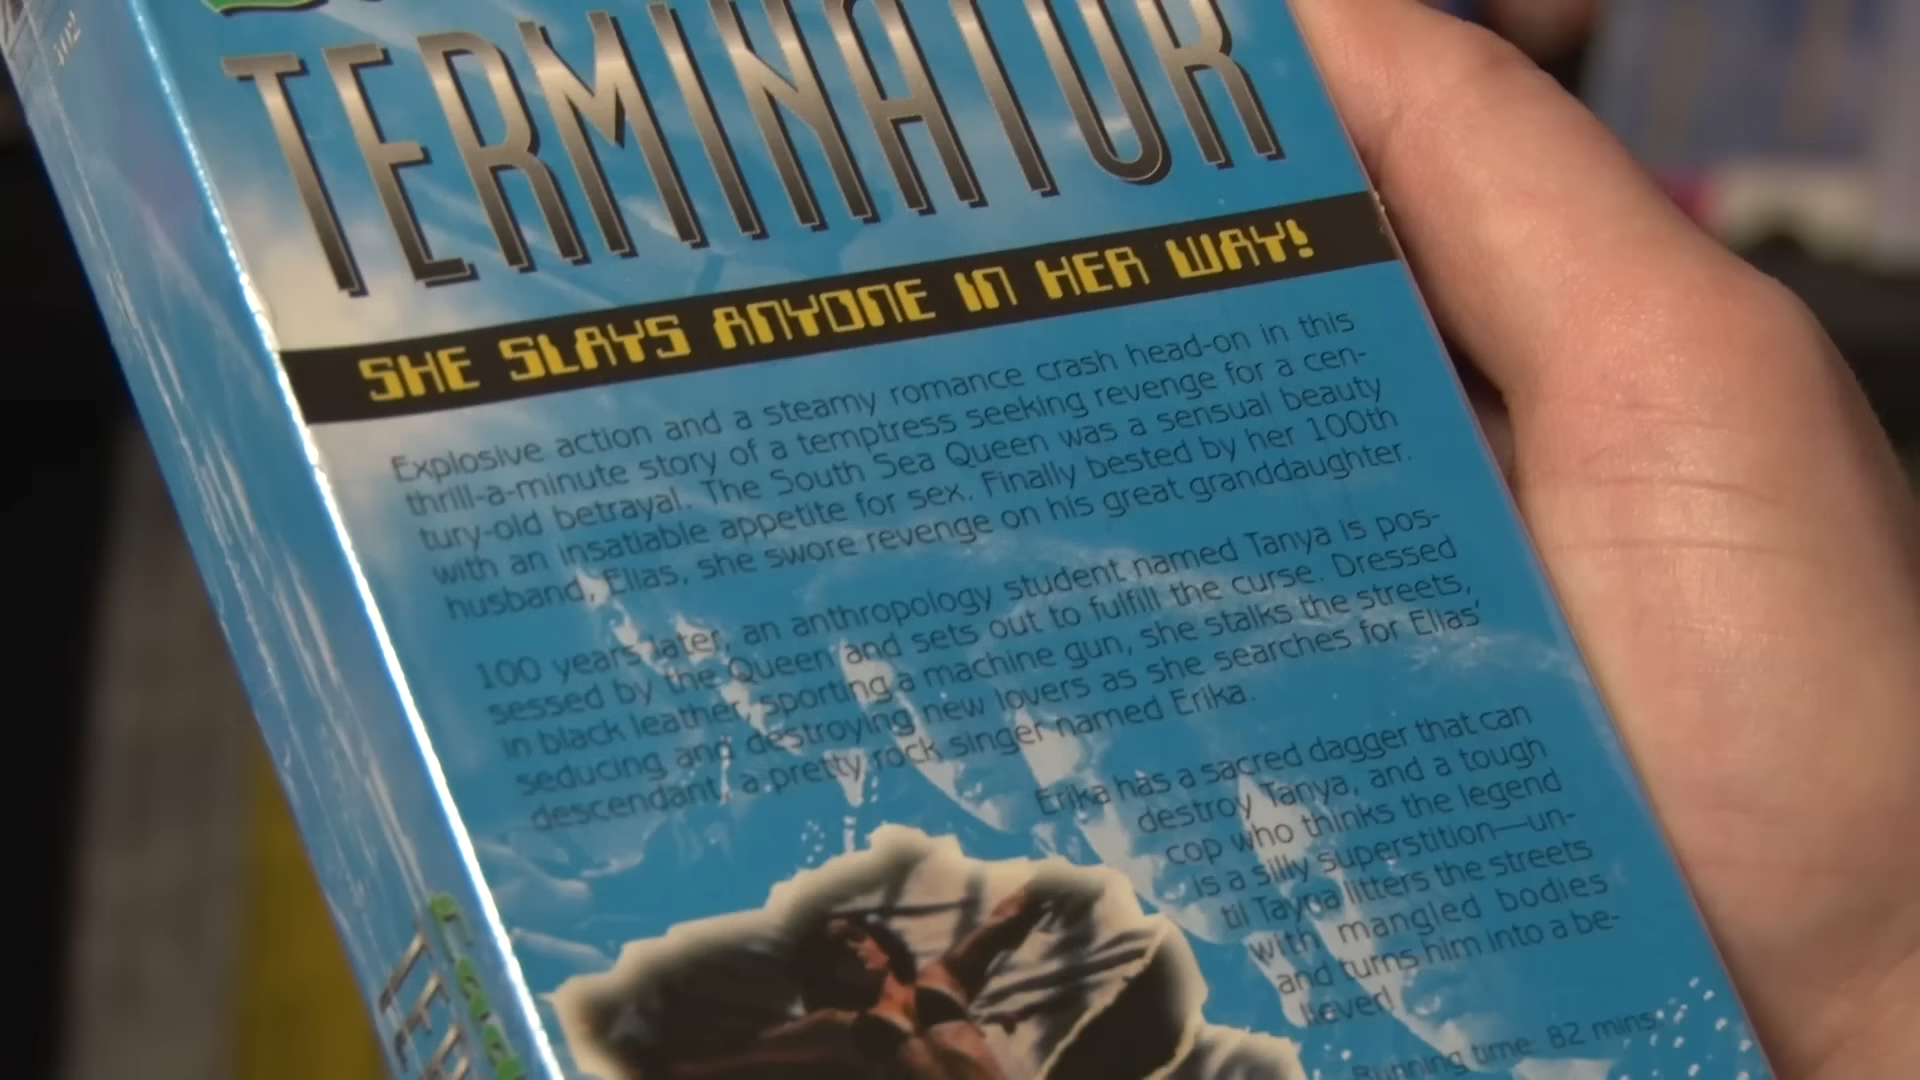 TERMINATOR
SHE SLAYS ANYONE IN HER WAY!
Explosive action and a steamy romance crash head-on in this
thrill-a-minute story of a temptress seeking revenge for a cen-
tury-old betrayal. The South Sea Queen was a sensual beauty
with an insatiable appetite for sex. Finally bested by her 100th
husband, Elias, she swore revenge on his great granddaughter.
100 years later, an anthropology student named Tanya is pos-
sessed by the Queen and sets out to fulfill the curse. Dressed
in black leather, sporting a machine gun, she stalks the streets,
seducing and destroying new lovers as she searches for Elias'
descendant, a pretty rock singer named Erika.
Erika has a sacred dagger that can
destroy Tanya, and a tough
cop who thinks the legend
is a silly superstition—un-
til Tayna litters the streets
with mangled bodies
and turns him into a be-
liever!
Running time: 82 mins.